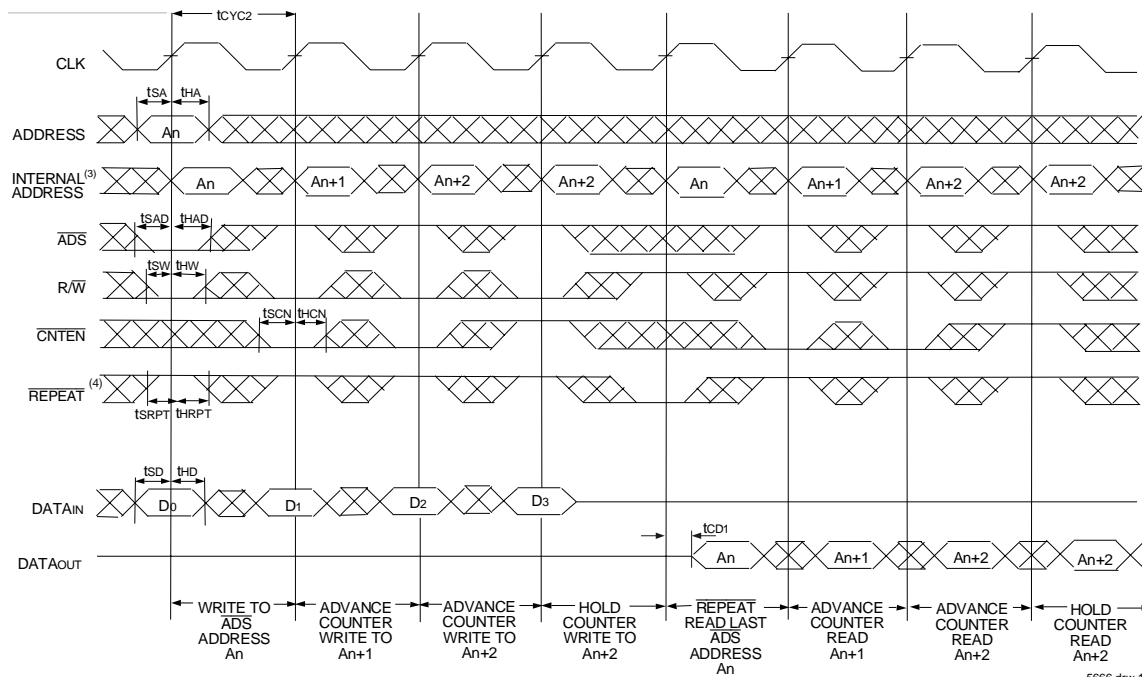 tCYC2
CLK
tSA tHA
ADDRESS An
INTERNAL(3) ADDRESS An An+1 An+2 An+2 An An+1 An+2 An+2
tSAD tHAD
ADS
tSW tHW
R/W
tSCN tHCN
CNTEN
REPEAT (4)
tSRPT tHRPT
tSD tHD
DATAIN D0 D1 D2 D3
tCD1
DATAOUT An An+1 An+2 An+2
WRITE TO ADS ADDRESS An
ADVANCE COUNTER WRITE TO An+1
ADVANCE COUNTER WRITE TO An+2
HOLD COUNTER WRITE TO An+2
REPEAT READ LAST ADS ADDRESS An
ADVANCE COUNTER READ An+1
ADVANCE COUNTER READ An+2
HOLD COUNTER READ An+2